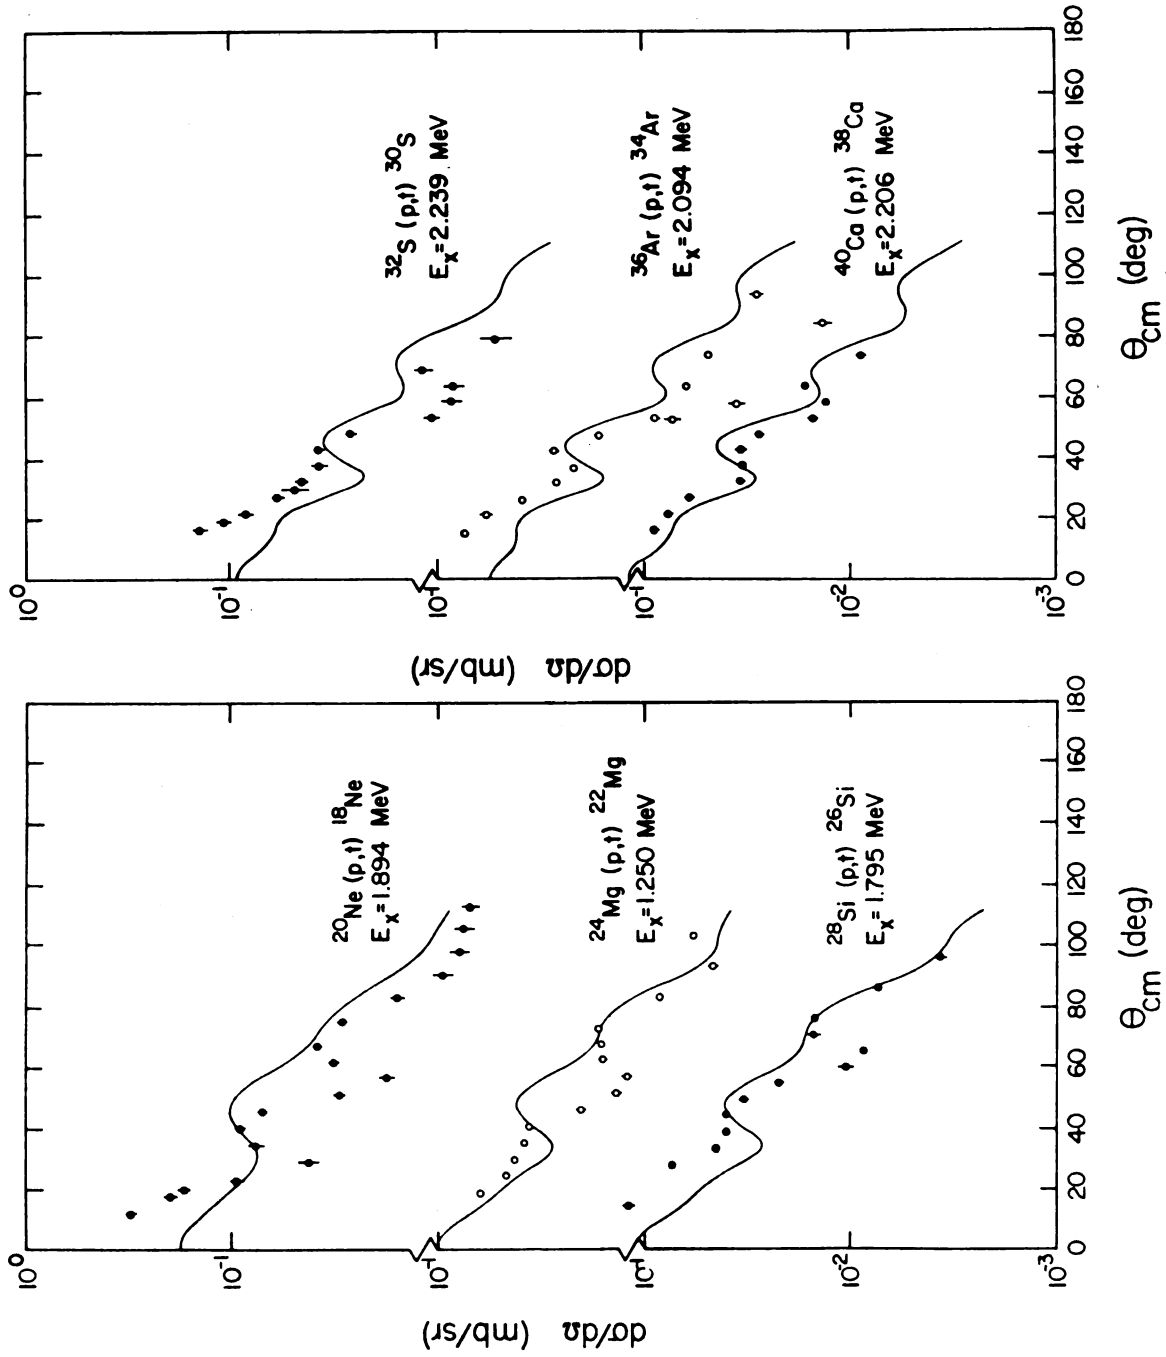 dσ/dΩ (mb/sr)
10⁰
10⁻¹
10⁻¹
10⁻¹
10⁻²
10⁻³
0 20 40 60 80 100 120 140 160 180
θcm (deg)
²⁰Ne (p,t) ¹⁸Ne
Eₓ=1.894 MeV
²⁴Mg (p,t) ²²Mg
Eₓ=1.250 MeV
²⁸Si (p,t) ²⁶Si
Eₓ=1.795 MeV
dσ/dΩ (mb/sr)
10⁰
10⁻¹
10⁻¹
10⁻¹
10⁻²
10⁻³
0 20 40 60 80 100 120 140 160 180
θcm (deg)
³²S (p,t) ³⁰S
Eₓ=2.239 MeV
³⁶Ar (p,t) ³⁴Ar
Eₓ=2.094 MeV
⁴⁰Ca (p,t) ³⁸Ca
Eₓ=2.206 MeV